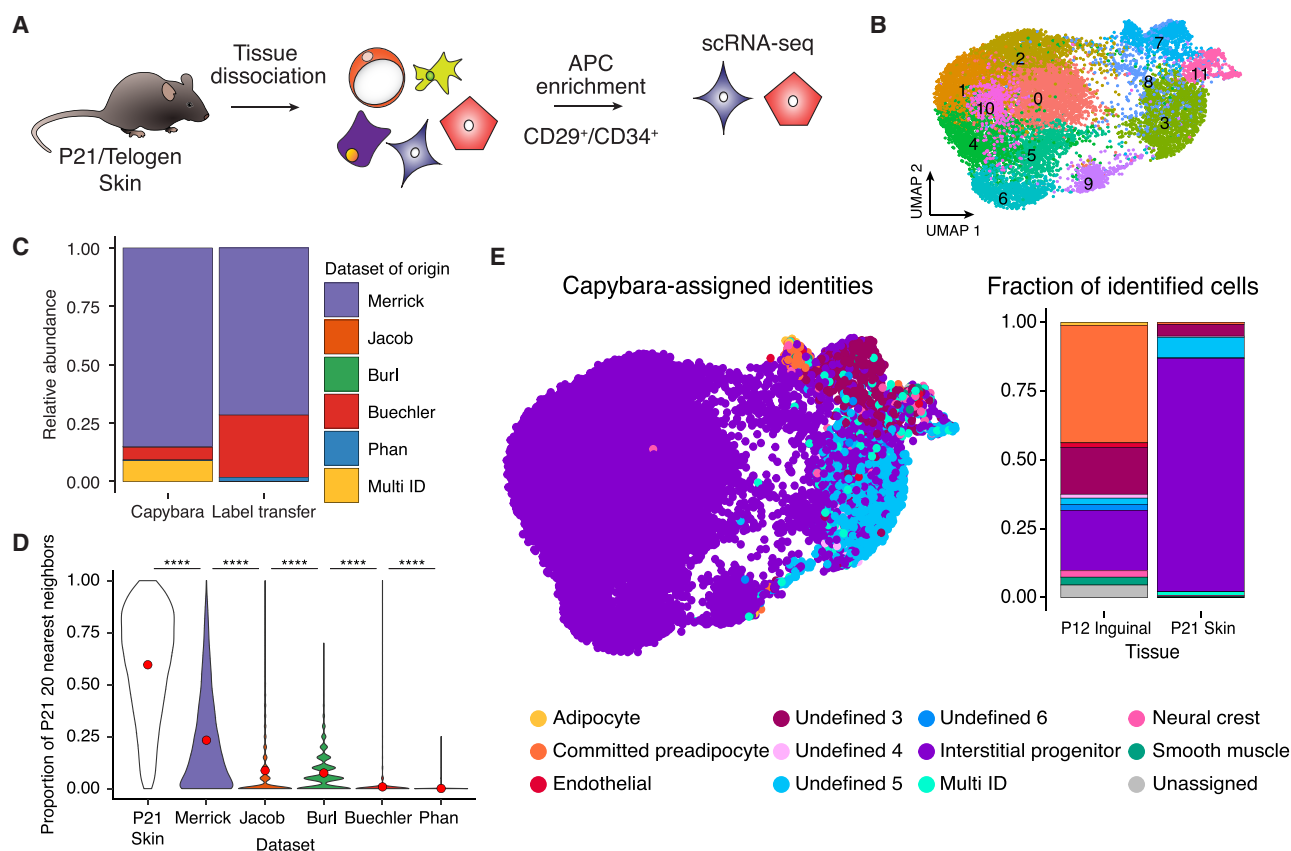 A
Tissue
dissociation
APC
enrichment
CD29⁺/CD34⁺
scRNA-seq
P21/Telogen
Skin
B
0
1
2
3
4
5
6
7
8
9
10
11
UMAP 2
UMAP 1
C
Relative abundance
1.00
0.75
0.50
0.25
0.00
Capybara
Label transfer
Dataset of origin
Merrick
Jacob
Burl
Buechler
Phan
Multi ID
D
Proportion of P21 20 nearest neighbors
1.00
0.75
0.50
0.25
0.00
**** **** **** **** ****
P21 Skin
Merrick
Jacob
Burl
Buechler
Phan
Dataset
E
Capybara-assigned identities
Fraction of identified cells
1.00
0.75
0.50
0.25
0.00
P12 Inguinal
P21 Skin
Tissue
Adipocyte
Committed preadipocyte
Endothelial
Undefined 3
Undefined 4
Undefined 5
Undefined 6
Interstitial progenitor
Multi ID
Neural crest
Smooth muscle
Unassigned